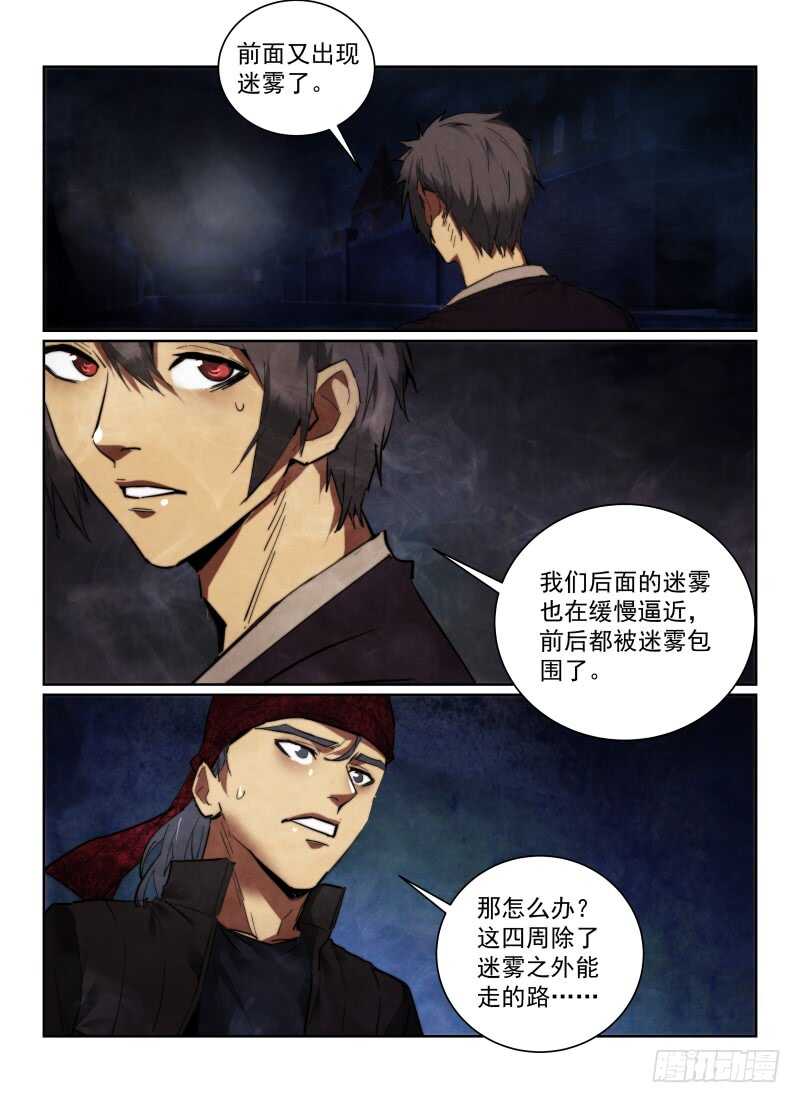 前面又出现
迷雾了。
我们后面的迷雾
也在缓慢逼近，
前后都被迷雾包
围了。
那怎么办？
这四周除了
迷雾之外能
走的路……
腾讯动漫